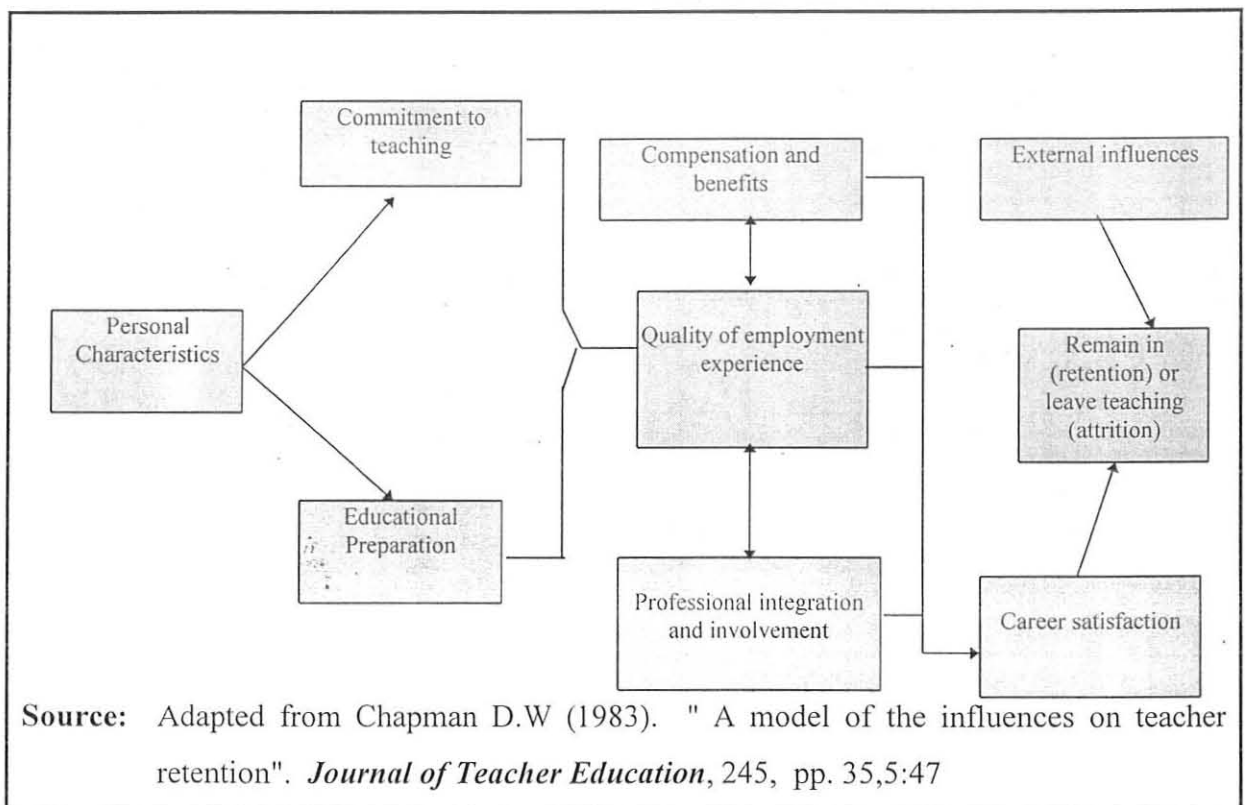 Commitment to
teaching
Compensation and
benefits
External influences
Personal
Characteristics
Quality of employment
experience
Remain in
(retention) or
leave teaching
(attrition)
Educational
Preparation
Professional integration
and involvement
Career satisfaction
Source: Adapted from Chapman D.W (1983). " A model of the influences on teacher
retention". Journal of Teacher Education, 245, pp. 35,5:47